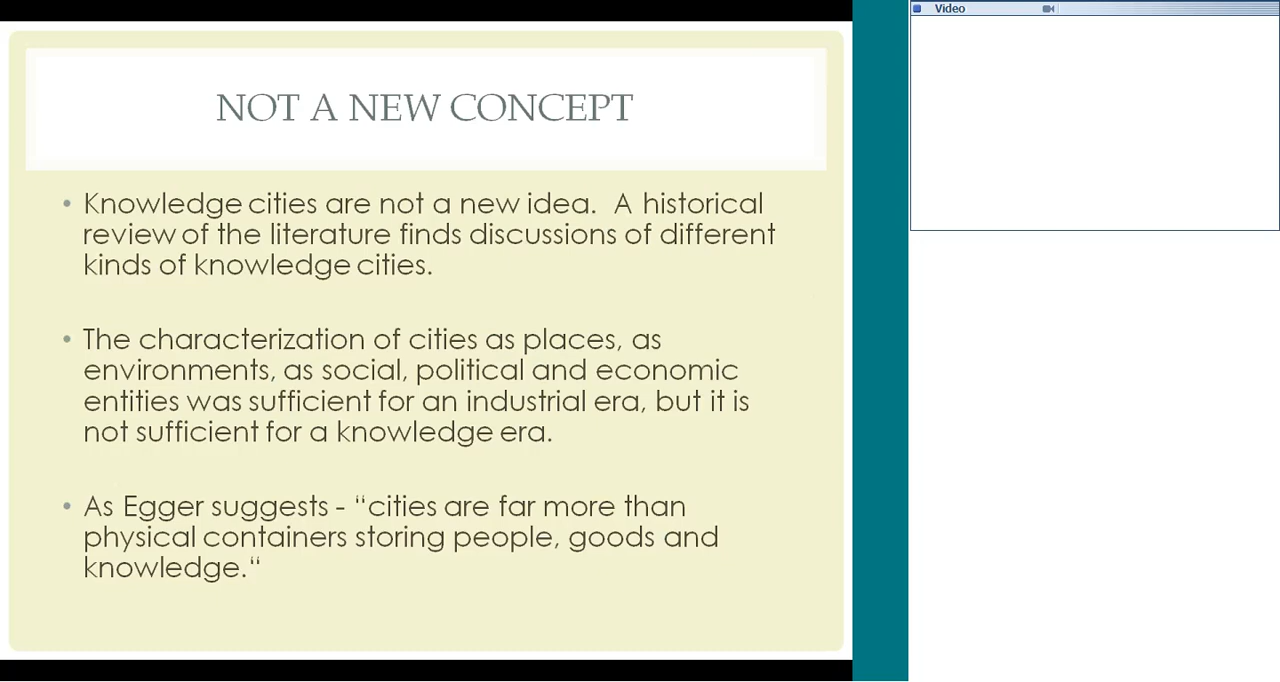 Video
NOT A NEW CONCEPT
• Knowledge cities are not a new idea.  A historical
review of the literature finds discussions of different
kinds of knowledge cities.
• The characterization of cities as places, as
environments, as social, political and economic
entities was sufficient for an industrial era, but it is
not sufficient for a knowledge era.
• As Egger suggests - “cities are far more than
physical containers storing people, goods and
knowledge.“